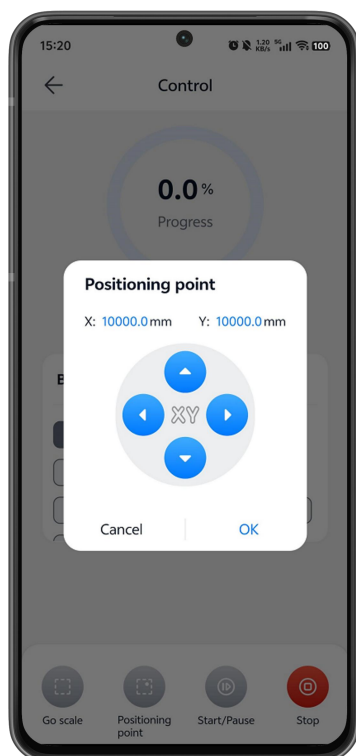 15:20
1.20
KB/s
5G
100
Control
0.0%
Progress
Positioning point
X: 10000.0mm Y: 10000.0mm
B
XY
Cancel OK
Go scale
Positioning
point
Start/Pause
Stop